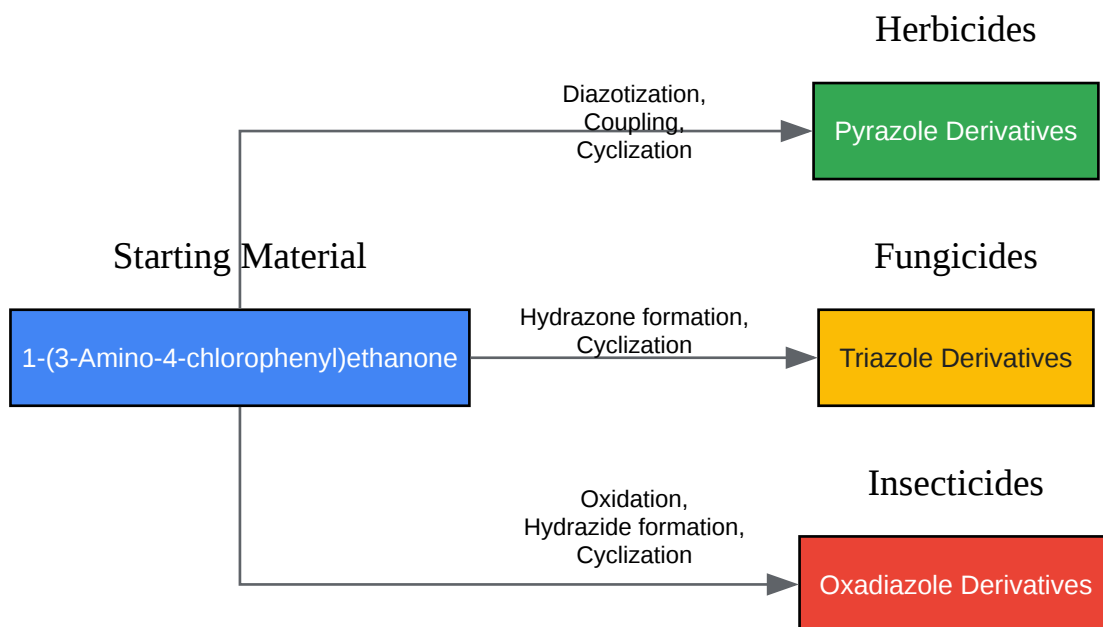 Herbicides
Diazotization,
Coupling,
Cyclization
Pyrazole Derivatives
Starting Material
1-(3-Amino-4-chlorophenyl)ethanone
Fungicides
Hydrazone formation,
Cyclization
Triazole Derivatives
Insecticides
Oxidation,
Hydrazide formation,
Cyclization
Oxadiazole Derivatives